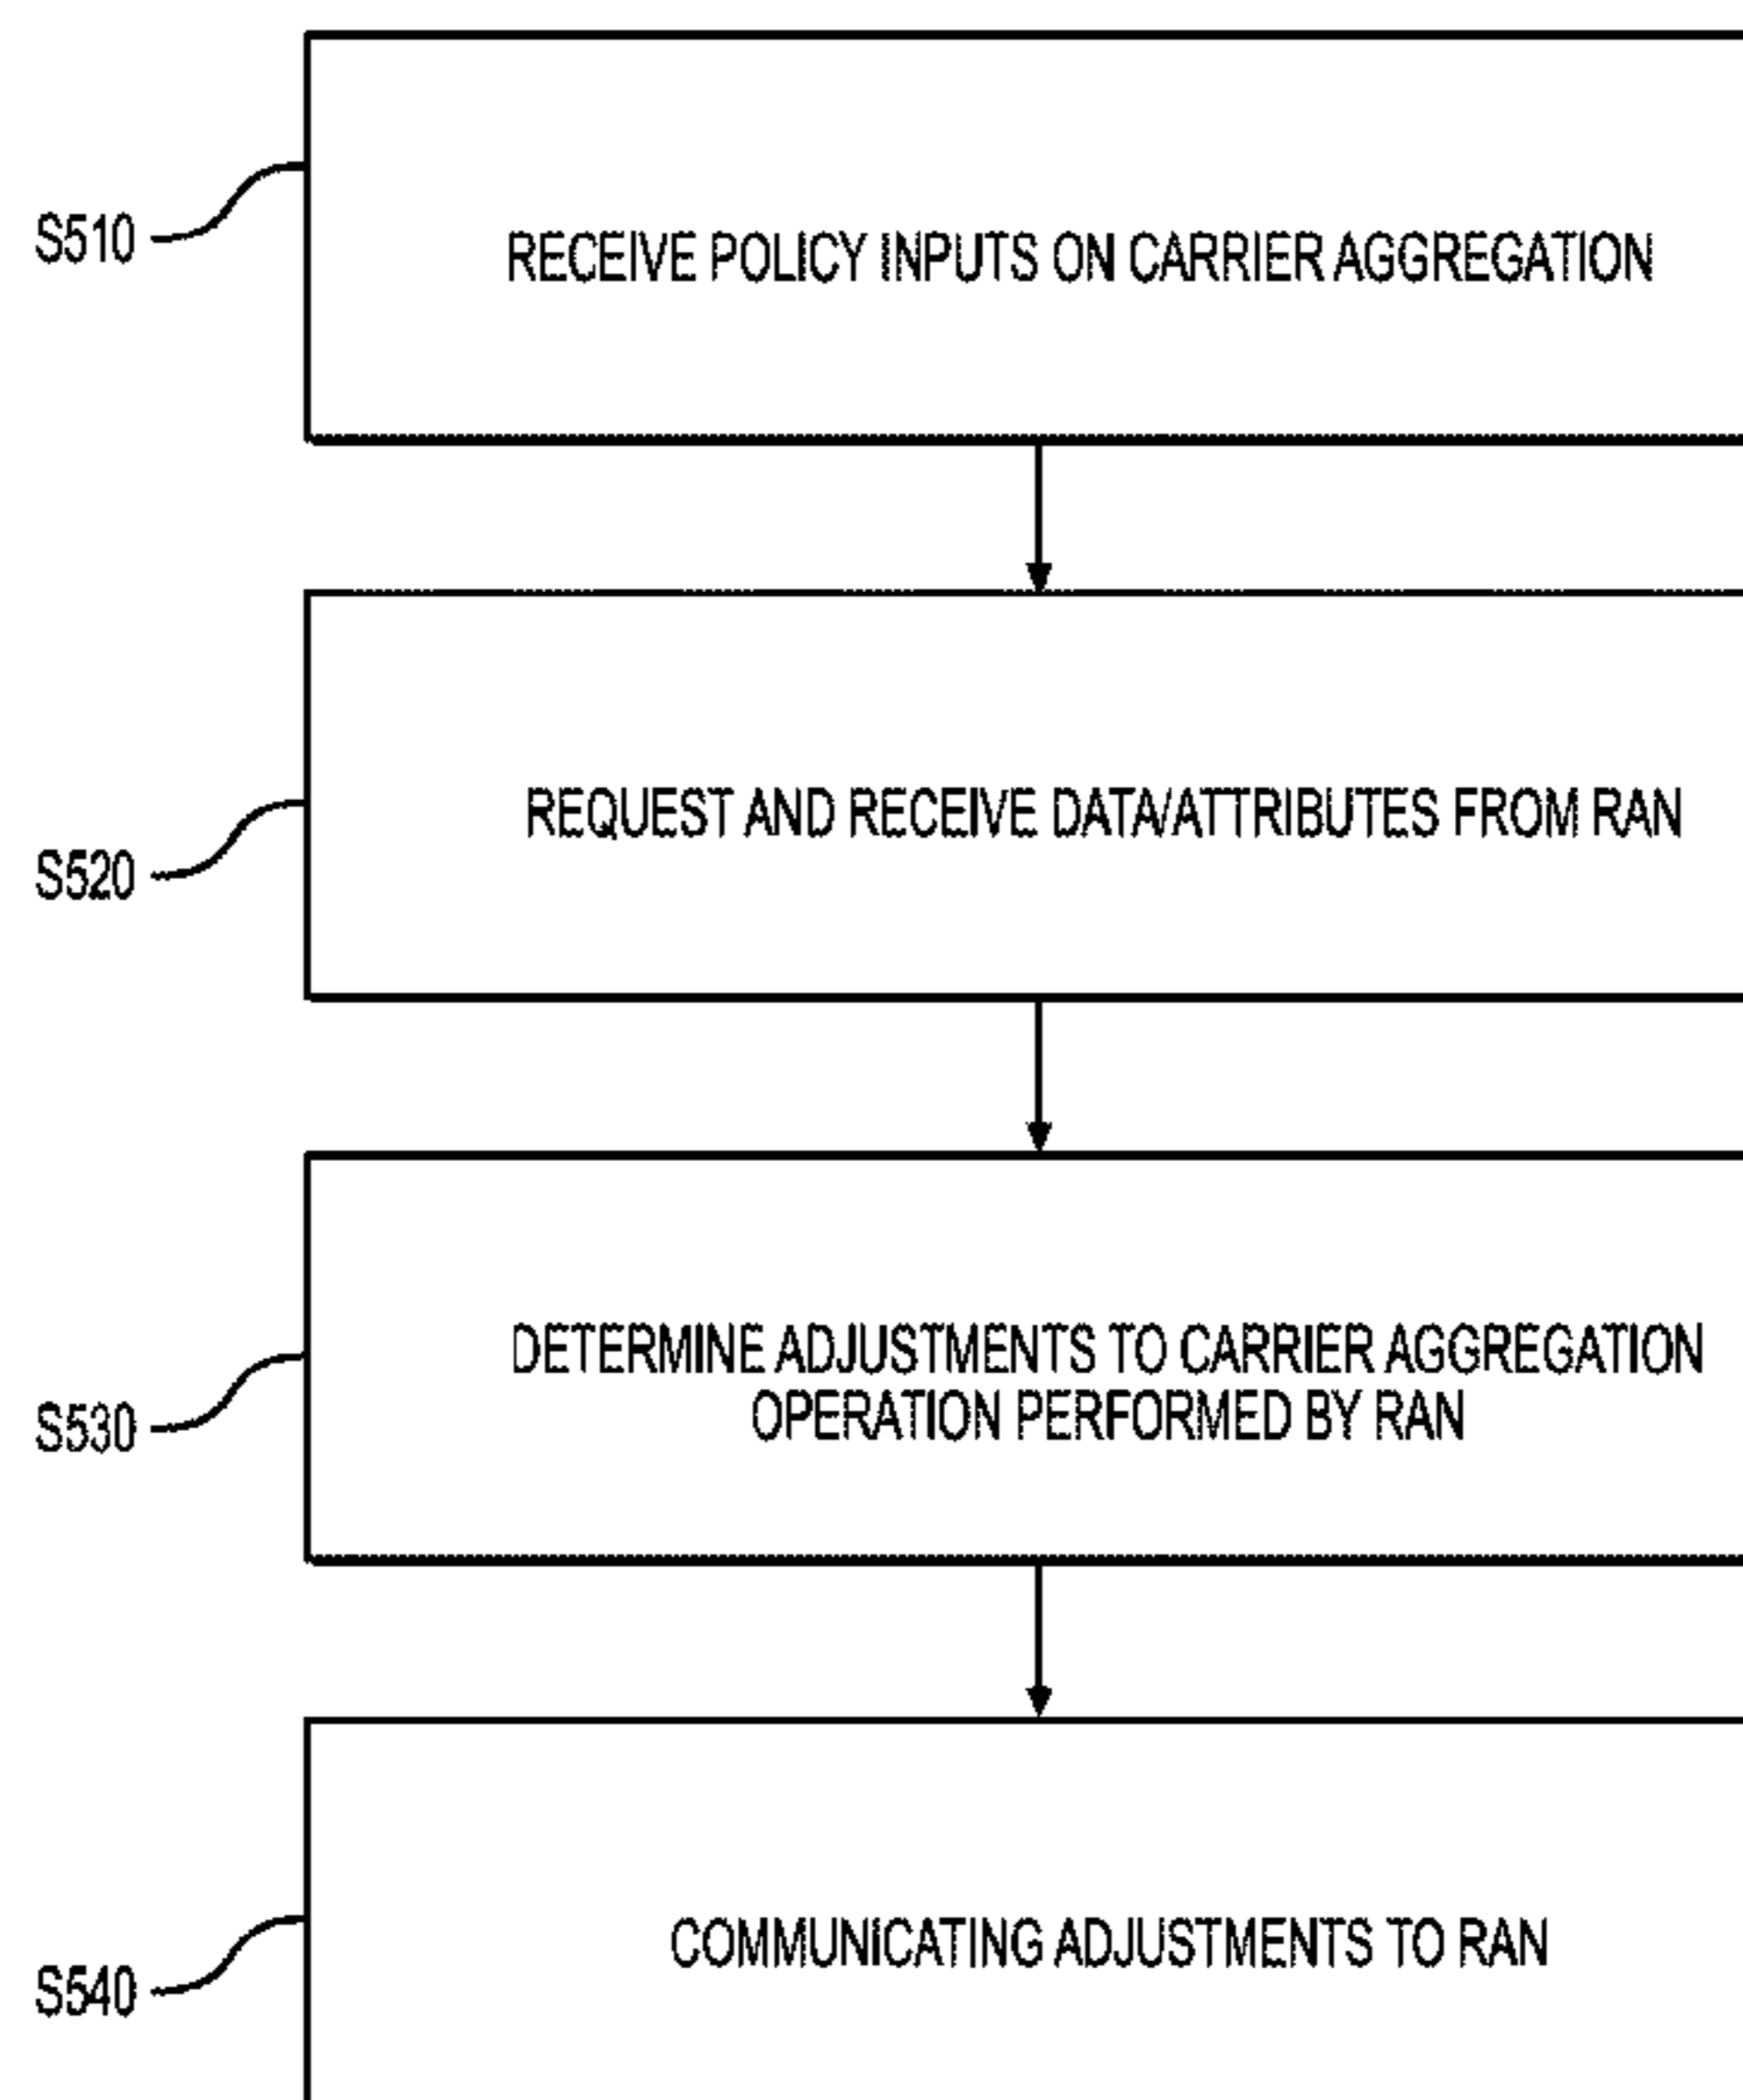 S510
RECEIVE POLICY INPUTS ON CARRIER AGGREGATION
S520
REQUEST AND RECEIVE DATA/ATTRIBUTES FROM RAN
S530
DETERMINE ADJUSTMENTS TO CARRIER AGGREGATION
OPERATION PERFORMED BY RAN
S540
COMMUNICATING ADJUSTMENTS TO RAN